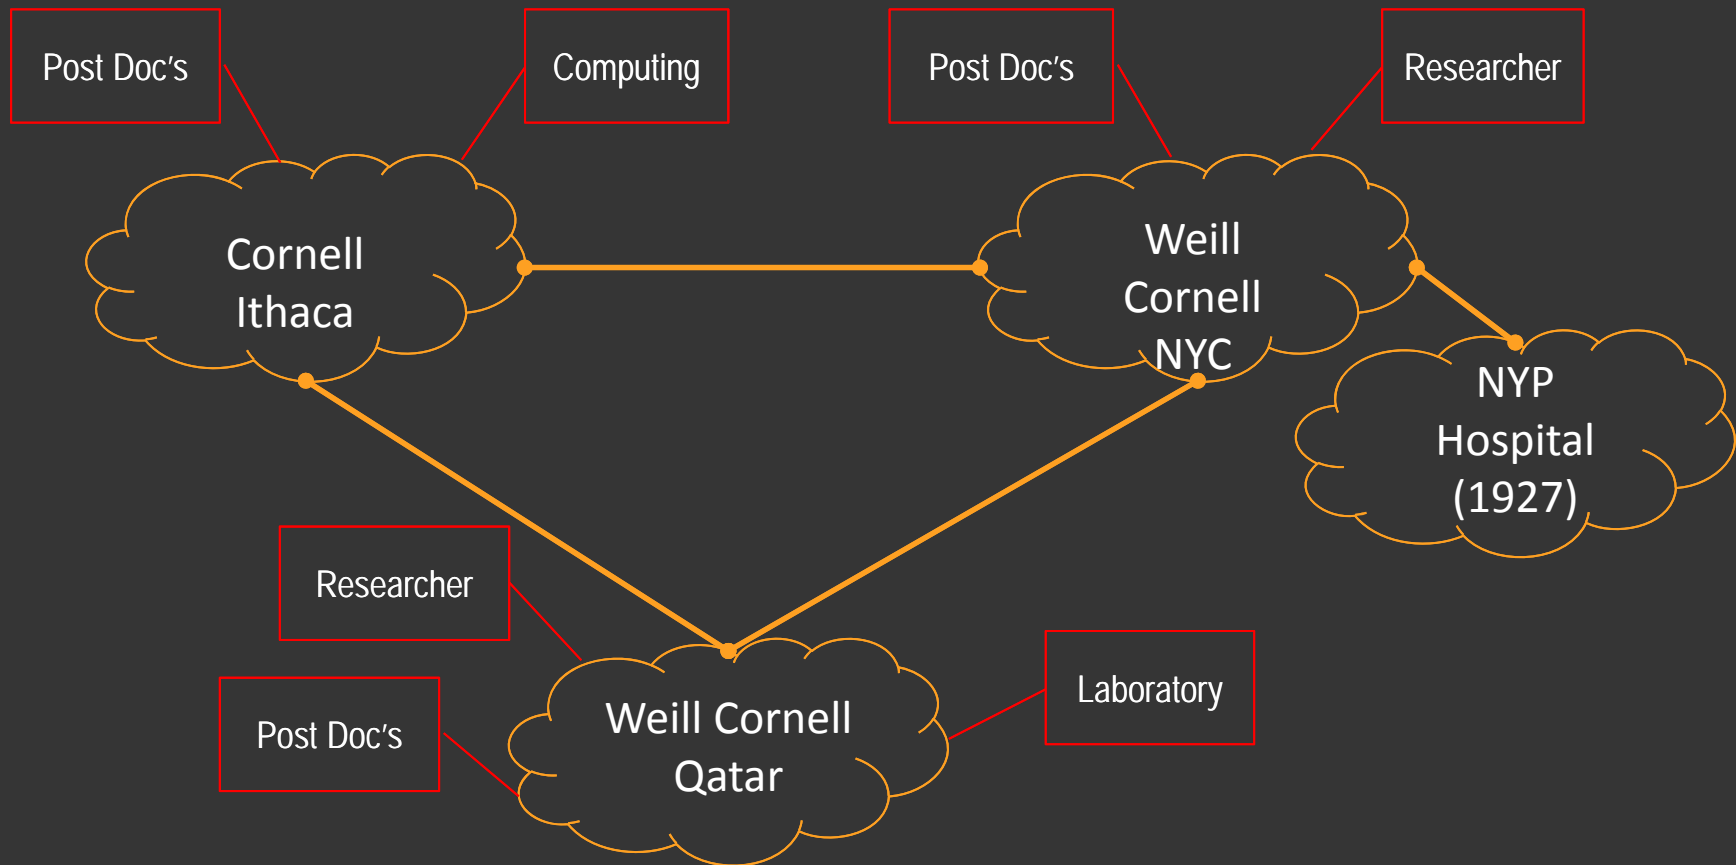 Post Doc's
Computing
Post Doc's
Researcher
Cornell
Ithaca
Weill
Cornell
NYC
NYP
Hospital
(1927)
Researcher
Post Doc's
Weill Cornell
Qatar
Laboratory